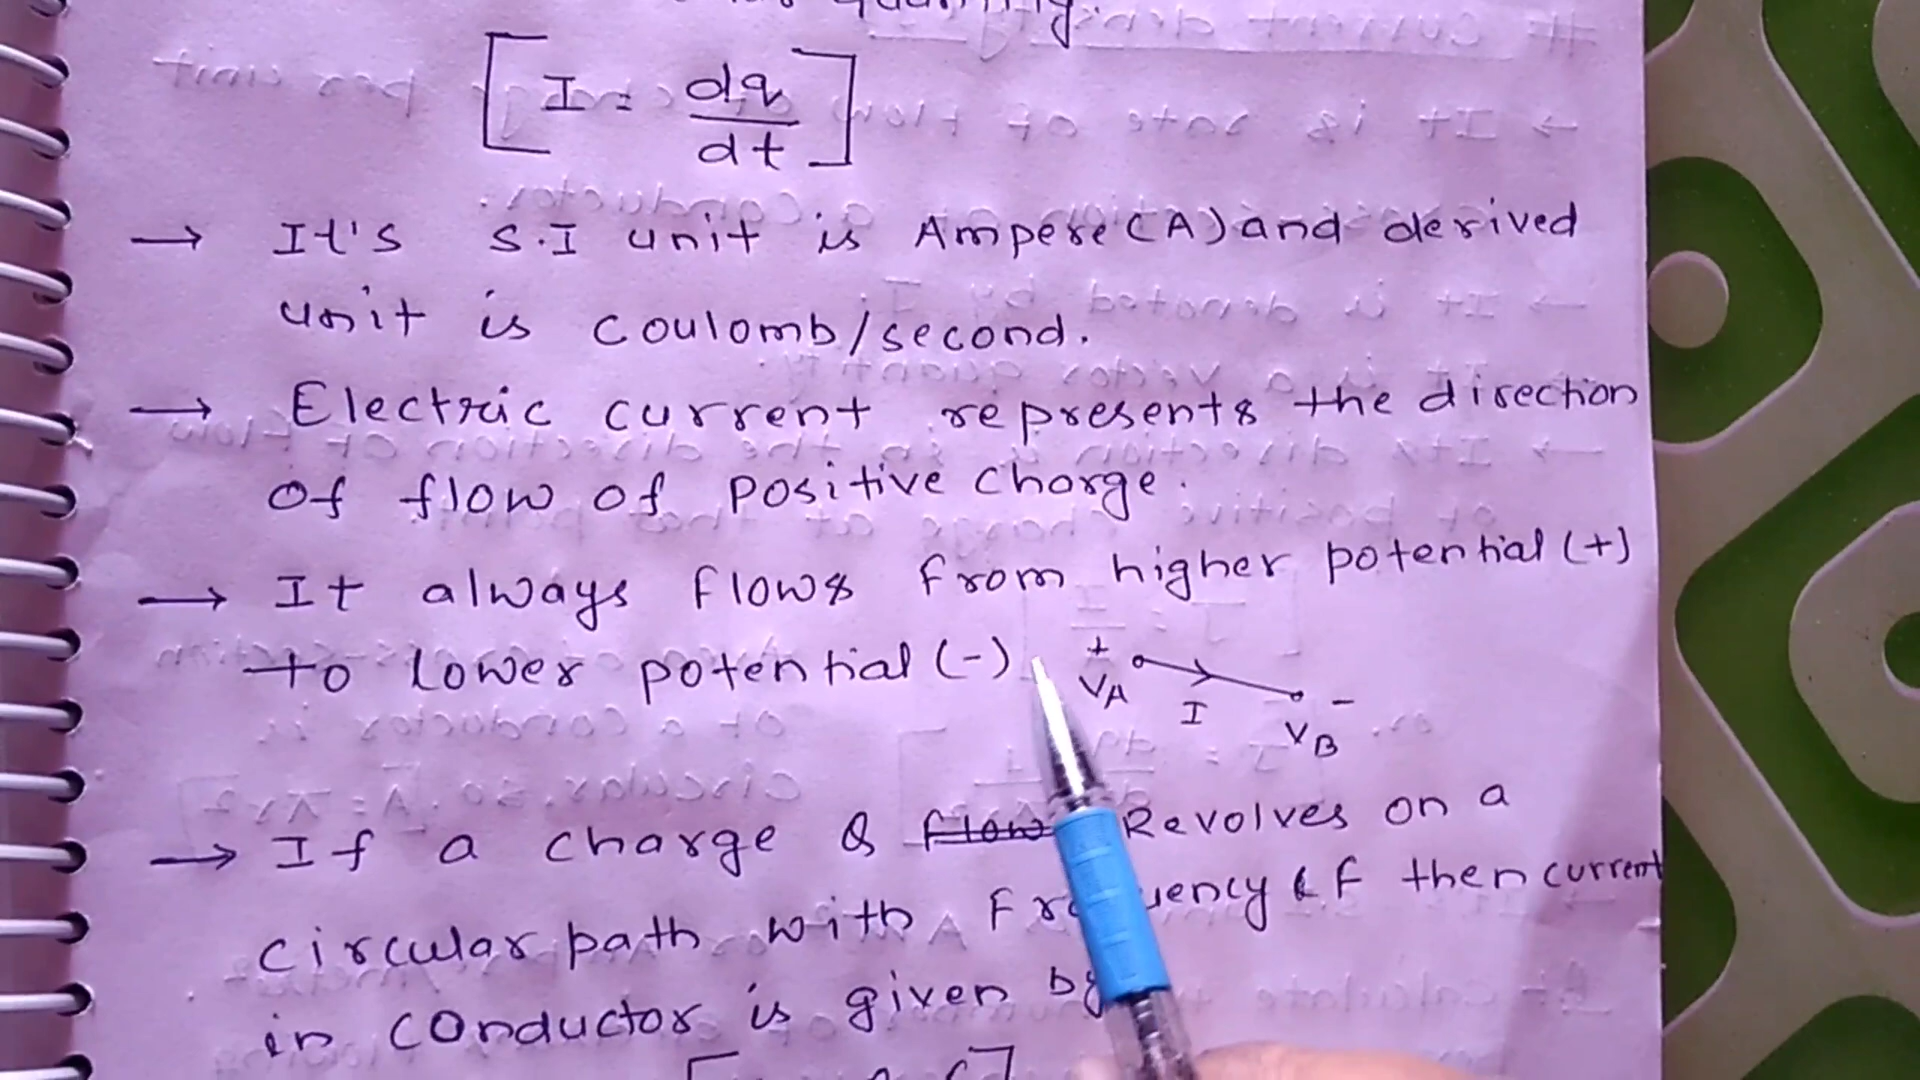 [I = dq/dt]
→ It's S.I unit is Ampere (A) and derived
unit is coulomb/second.
→ Electric current represents the direction
of flow of positive charge.
→ It always flows from higher potential (+)
to lower potential (-)
+ VA I VB -
→ If a charge Q flow Revolves on a
circular path with F then current
in conductor is given by